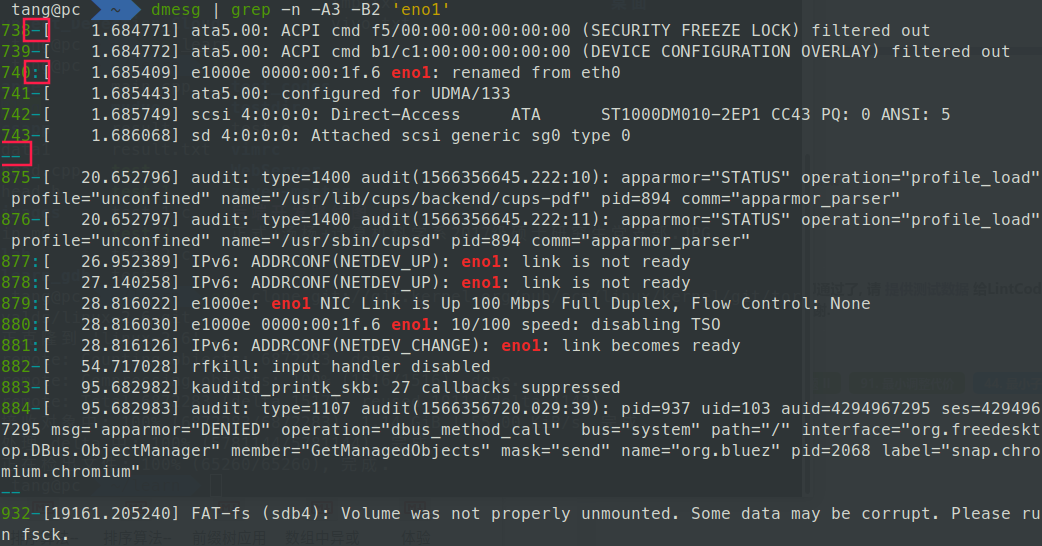 tang@pc ~ dmesg | grep -n -A3 -B2 'eno1'
738-[    1.684771] ata5.00: ACPI cmd f5/00:00:00:00:00:00 (SECURITY FREEZE LOCK) filtered out
739-[    1.684772] ata5.00: ACPI cmd b1/c1:00:00:00:00:00 (DEVICE CONFIGURATION OVERLAY) filtered out
740:[    1.685409] e1000e 0000:00:1f.6 eno1: renamed from eth0
741-[    1.685443] ata5.00: configured for UDMA/133
742-[    1.685749] scsi 4:0:0:0: Direct-Access     ATA      ST1000DM010-2EP1 CC43 PQ: 0 ANSI: 5
743-[    1.686068] sd 4:0:0:0: Attached scsi generic sg0 type 0
--
875-[   20.652796] audit: type=1400 audit(1566356645.222:10): apparmor="STATUS" operation="profile_load"
profile="unconfined" name="/usr/lib/cups/backend/cups-pdf" pid=894 comm="apparmor_parser"
876-[   20.652797] audit: type=1400 audit(1566356645.222:11): apparmor="STATUS" operation="profile_load"
profile="unconfined" name="/usr/sbin/cupsd" pid=894 comm="apparmor_parser"
877:[   26.952389] IPv6: ADDRCONF(NETDEV_UP): eno1: link is not ready
878:[   27.140258] IPv6: ADDRCONF(NETDEV_UP): eno1: link is not ready
879:[   28.816022] e1000e: eno1 NIC Link is Up 100 Mbps Full Duplex, Flow Control: None
880:[   28.816030] e1000e 0000:00:1f.6 eno1: 10/100 speed: disabling TSO
881:[   28.816126] IPv6: ADDRCONF(NETDEV_CHANGE): eno1: link becomes ready
882-[   54.717028] rfkill: input handler disabled
883-[   95.682982] kauditd_printk_skb: 27 callbacks suppressed
884-[   95.682983] audit: type=1107 audit(1566356720.029:39): pid=937 uid=103 auid=4294967295 ses=429496
7295 msg='apparmor="DENIED" operation="dbus_method_call"  bus="system" path="/" interface="org.freedeskt
op.DBus.ObjectManager" member="GetManagedObjects" mask="send" name="org.bluez" pid=2068 label="snap.chro
mium.chromium"
--
932-[19161.205240] FAT-fs (sdb4): Volume was not properly unmounted. Some data may be corrupt. Please ru
n fsck.